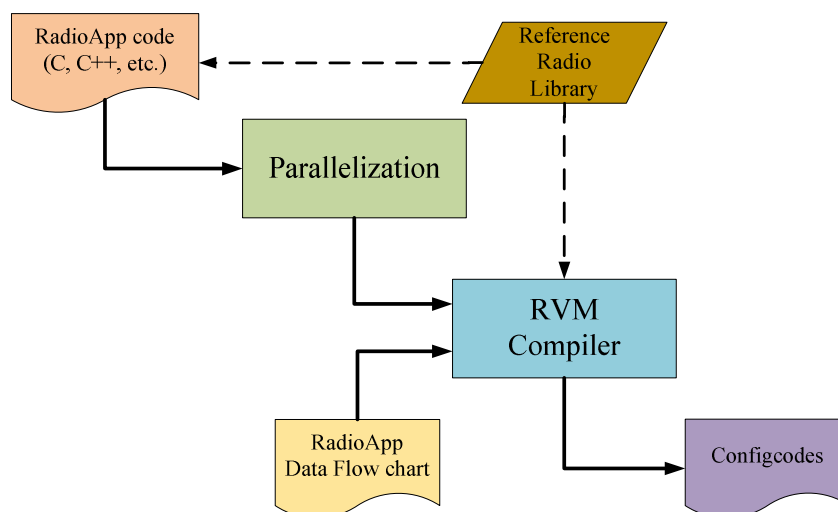 RadioApp code
(C, C++, etc.)
Reference
Radio
Library
Parallelization
RVM
Compiler
RadioApp
Data Flow chart
Configcodes